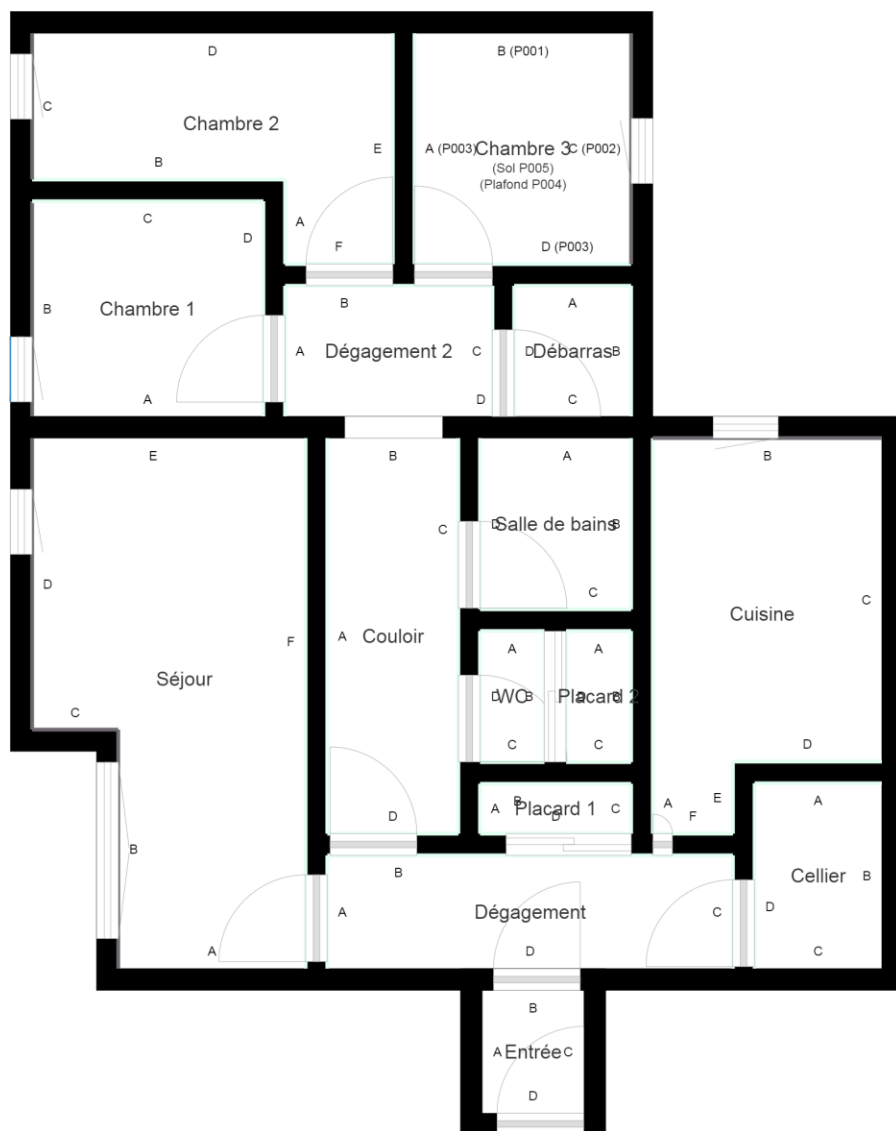 D
B (P001)
C
Chambre 2
B
E
A
F
A (P003)
Chambre 3
C (P002)
(Sol P005)
(Plafond P004)
D (P003)
C
D
B
Chambre 1
A
B
A
Dégagement 2
C
D
A
D
Débarras
B
C
E
D
F
Séjour
C
B
A
B
C
A
Couloir
D
A
D
Salle de bains
B
C
A
D
WC
B
C
A
D
Placard 2
B
C
B
A
Placard 1
C
D
B
C
Cuisine
D
E
A
F
B
A
Dégagement
C
D
A
Cellier
B
D
C
B
A
Entrée
C
D